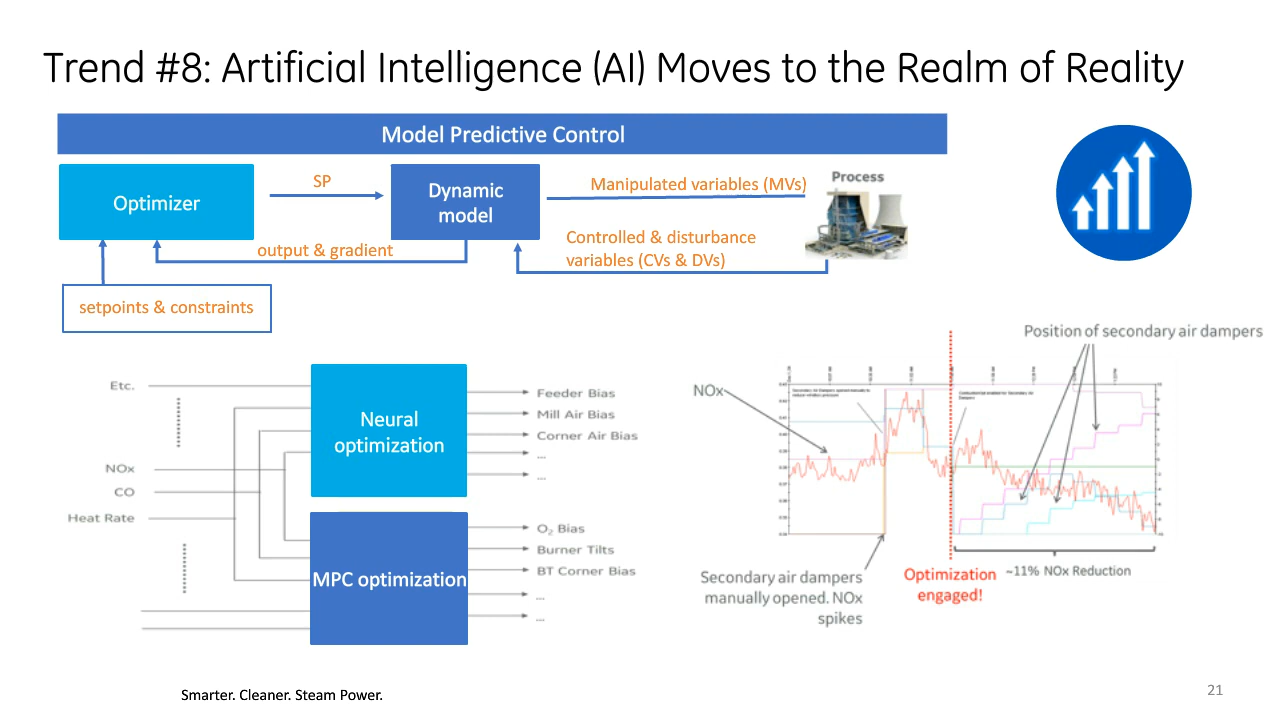 Trend #8: Artificial Intelligence (AI) Moves to the Realm of Reality
Model Predictive Control
Optimizer
SP
Dynamic
model
Manipulated variables (MVs)
Process
output & gradient
Controlled & disturbance
variables (CVs & DVs)
setpoints & constraints
Etc.
NOx
CO
Heat Rate
Neural
optimization
Feeder Bias
Mill Air Bias
Corner Air Bias
...
...
MPC optimization
O₂ Bias
Burner Tilts
BT Corner Bias
...
...
Position of secondary air dampers
NOx
Secondary air dampers
manually opened. NOx
spikes
Optimization
engaged!
~11% NOx Reduction
Smarter. Cleaner. Steam Power.
21